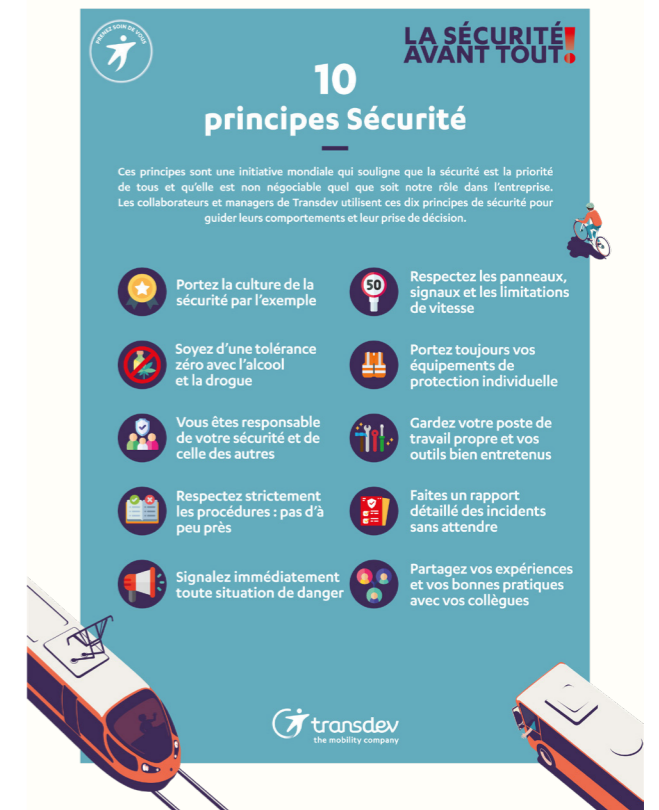 PRENEZ SOIN DE VOUS
LA SÉCURITÉ
AVANT TOUT!
10
principes Sécurité
Ces principes sont une initiative mondiale qui souligne que la sécurité est la priorité
de tous et qu'elle est non négociable quel que soit notre rôle dans l'entreprise.
Les collaborateurs et managers de Transdev utilisent ces dix principes de sécurité pour
guider leurs comportements et leur prise de décision.
Portez la culture de la
sécurité par l'exemple
Soyez d'une tolérance
zéro avec l'alcool
et la drogue
Vous êtes responsable
de votre sécurité et de
celle des autres
Respectez strictement
les procédures : pas d'à
peu près
Signalez immédiatement
toute situation de danger
50
Respectez les panneaux,
signaux et les limitations
de vitesse
Portez toujours vos
équipements de
protection individuelle
Gardez votre poste de
travail propre et vos
outils bien entretenus
Faites un rapport
détaillé des incidents
sans attendre
Partagez vos expériences
et vos bonnes pratiques
avec vos collègues
transdev
the mobility company